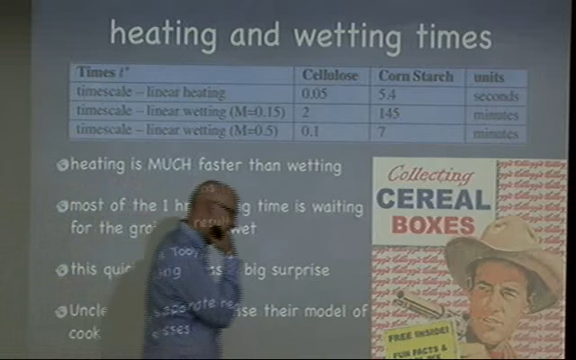 heating and wetting times
Times t* Cellulose Corn Starch units
timescale – linear heating 0.05 5.4 seconds
timescale – linear wetting (M=0.15) 2 145 minutes
timescale – linear wetting (M=0.5) 0.1 7 minutes
heating is MUCH faster than wetting
most of the 1 hr time is waiting
for the wet
this big surprise
Uncle their model of
cook
Collecting
CEREAL
BOXES
FREE INSIDE!
FUN FACTS &